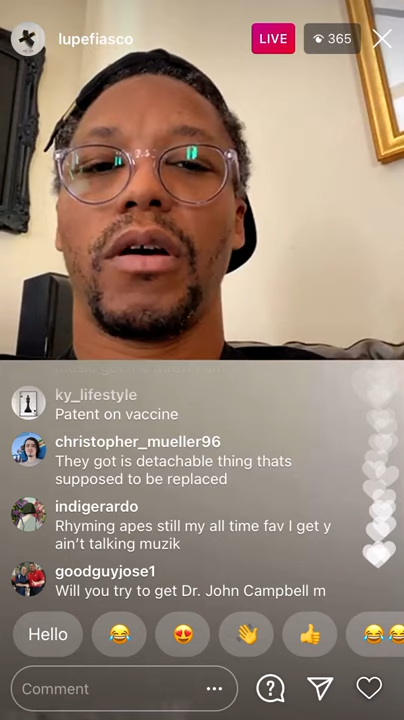 lupefiasco
LIVE
365
ky_lifestyle
Patent on vaccine
christopher_mueller96
They got is detachable thing thats
supposed to be replaced
indigerardo
Rhyming apes still my all time fav I get y
ain't talking muzik
goodguyjose1
Will you try to get Dr. John Campbell m
Hello
Comment